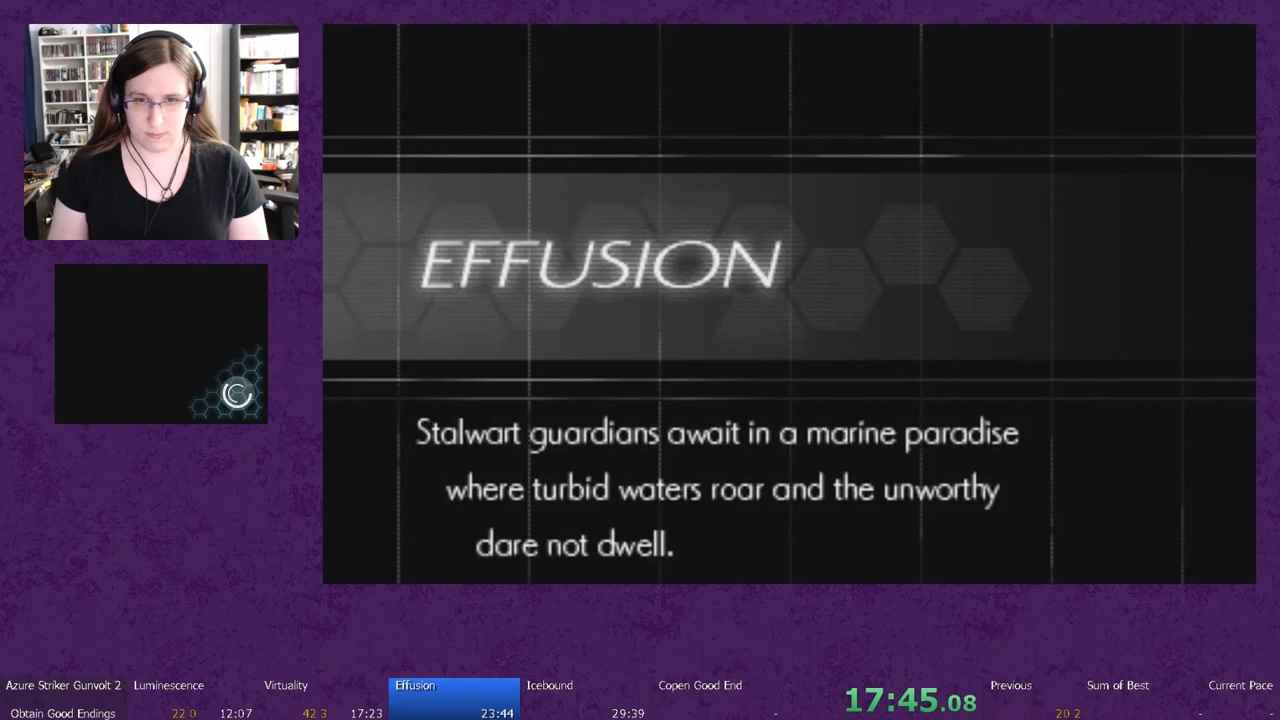 EFFUSION
Stalwart guardians await in a marine paradise
where turbid waters roar and the unworthy
dare not dwell.
Azure Striker Gunvolt 2 Luminescence Virtuality Effusion Icebound Copen Good End 17:45.08 Previous Sum of Best Current Pace
Obtain Good Endings 22.0 12:07 42.3 17:23 23:44 29:39 - 20.2 - -